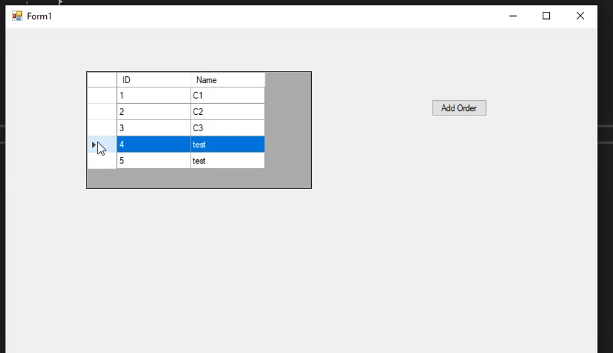 Form1
ID Name
1 C1
2 C2
3 C3
4 test
5 test
Add Order